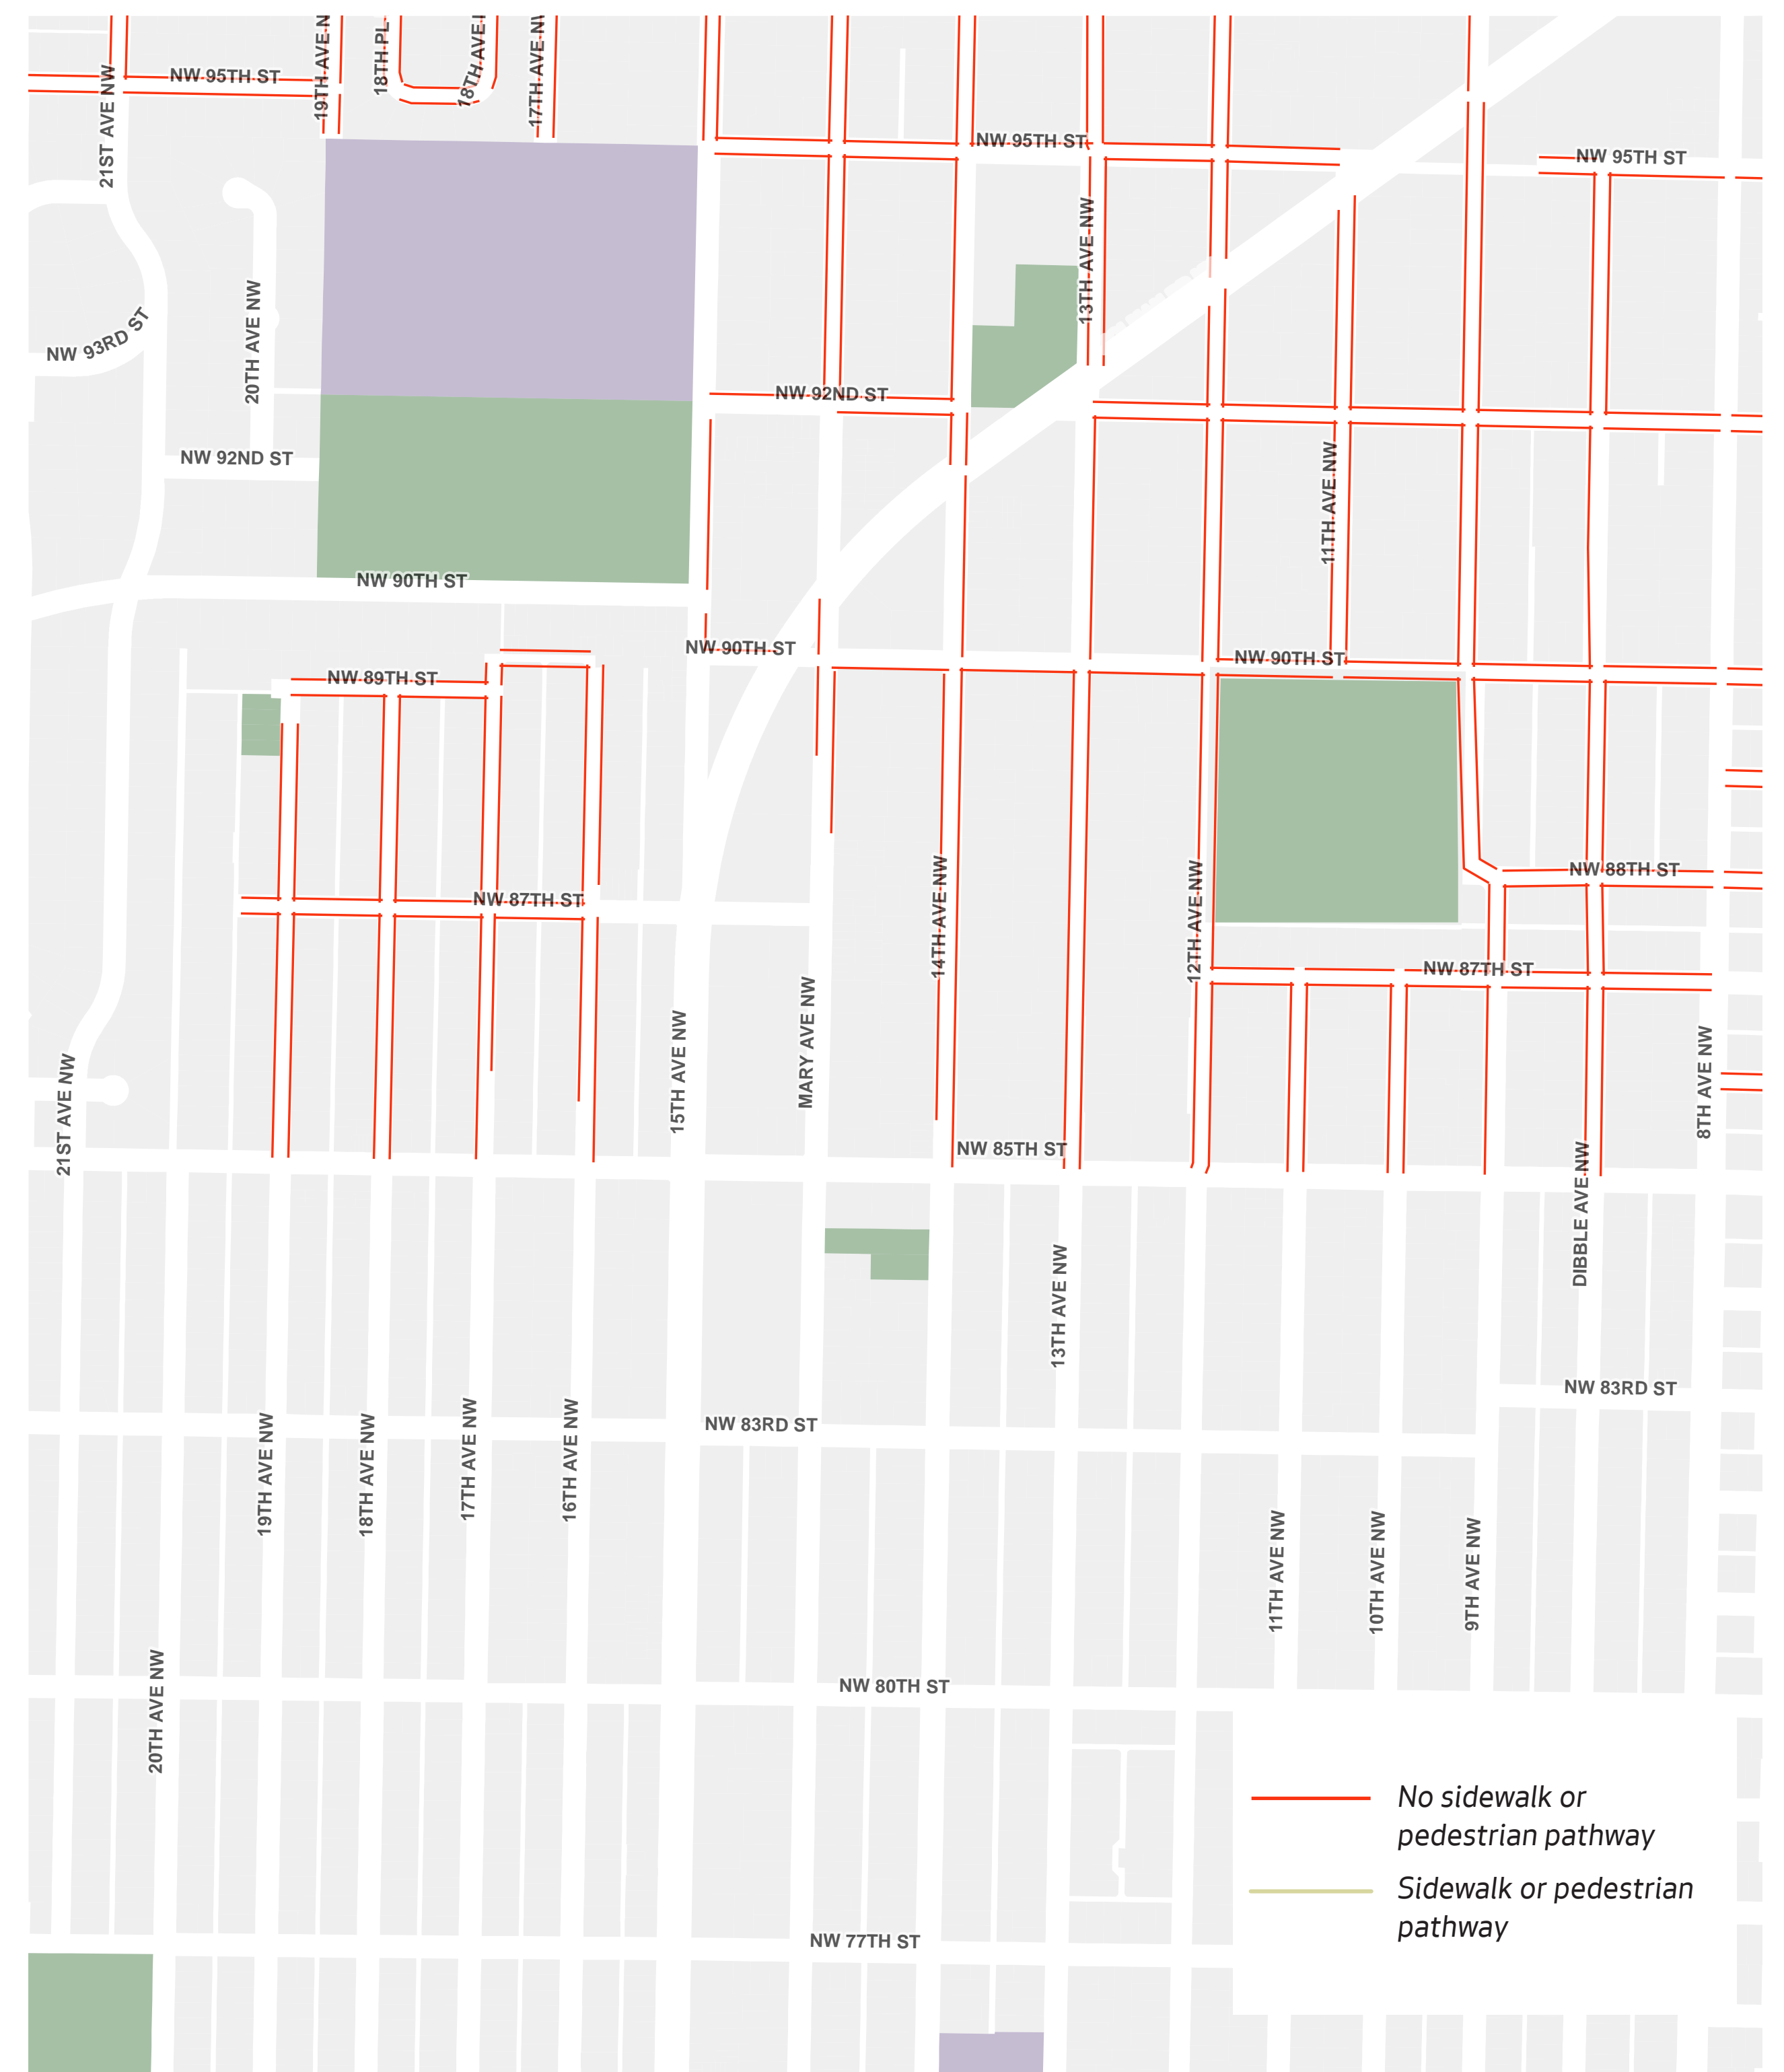 19TH AVE N
18TH PL
18TH AVE
17TH AVE NW
NW 95TH ST
21ST AVE NW
NW 95TH ST
NW 95TH ST
13TH AVE NW
NW 93RD ST
20TH AVE NW
NW 92ND ST
NW 92ND ST
11TH AVE NW
NW 90TH ST
NW 90TH ST
NW 90TH ST
NW 89TH ST
NW 88TH ST
NW 87TH ST
14TH AVE NW
12TH AVE NW
NW 87TH ST
MARY AVE NW
15TH AVE NW
21ST AVE NW
8TH AVE NW
NW 85TH ST
DIBBLE AVE NW
13TH AVE NW
NW 83RD ST
NW 83RD ST
19TH AVE NW
18TH AVE NW
17TH AVE NW
16TH AVE NW
11TH AVE NW
10TH AVE NW
9TH AVE NW
NW 80TH ST
20TH AVE NW
No sidewalk or
pedestrian pathway
Sidewalk or pedestrian
pathway
NW 77TH ST